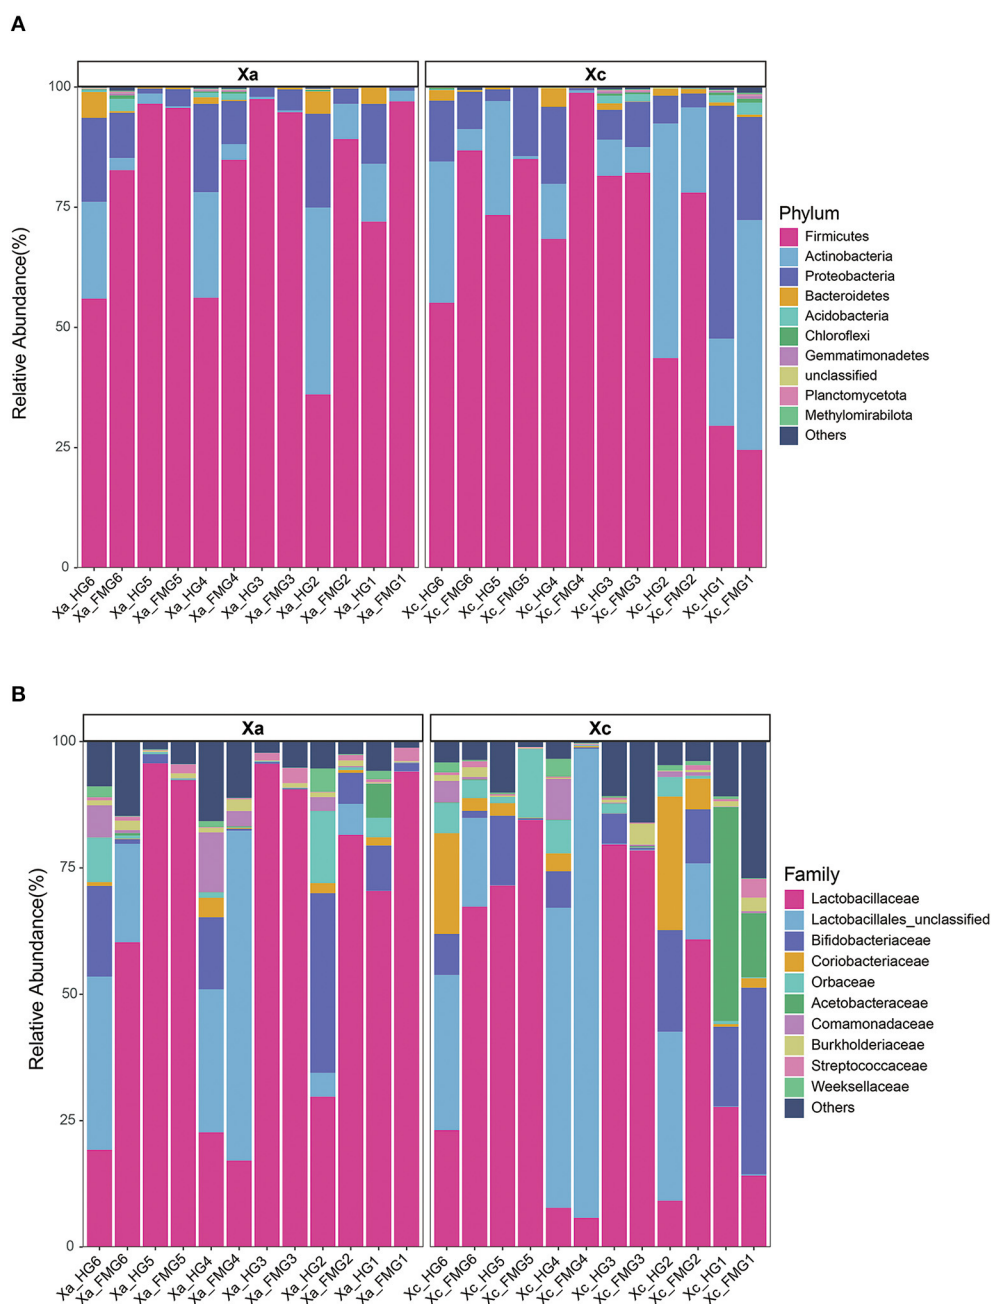 A
Xa
Xc
100
75
50
25
0
Relative Abundance(%)
Xa_HG6
Xa_FMG6
Xa_HG5
Xa_FMG5
Xa_HG4
Xa_FMG4
Xa_HG3
Xa_FMG3
Xa_HG2
Xa_FMG2
Xa_HG1
Xa_FMG1
Xc_HG6
Xc_FMG6
Xc_HG5
Xc_FMG5
Xc_HG4
Xc_FMG4
Xc_HG3
Xc_FMG3
Xc_HG2
Xc_FMG2
Xc_HG1
Xc_FMG1
Phylum
Firmicutes
Actinobacteria
Proteobacteria
Bacteroidetes
Acidobacteria
Chloroflexi
Gemmatimonadetes
unclassified
Planctomycetota
Methylomirabilota
Others
B
Xa
Xc
100
75
50
25
0
Relative Abundance(%)
Xa_HG6
Xa_FMG6
Xa_HG5
Xa_FMG5
Xa_HG4
Xa_FMG4
Xa_HG3
Xa_FMG3
Xa_HG2
Xa_FMG2
Xa_HG1
Xa_FMG1
Xc_HG6
Xc_FMG6
Xc_HG5
Xc_FMG5
Xc_HG4
Xc_FMG4
Xc_HG3
Xc_FMG3
Xc_HG2
Xc_FMG2
Xc_HG1
Xc_FMG1
Family
Lactobacillaceae
Lactobacillales_unclassified
Bifidobacteriaceae
Coriobacteriaceae
Orbaceae
Acetobacteraceae
Comamonadaceae
Burkholderiaceae
Streptococcaceae
Weeksellaceae
Others